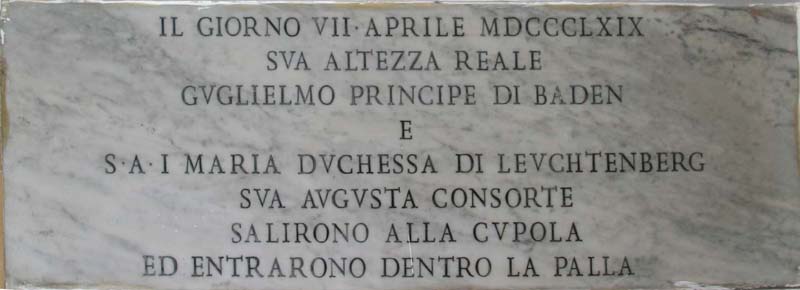 IL GIORNO VII·APRILE MDCCCLXIX
SVA ALTEZZA REALE
GVGLIELMO PRINCIPE DI BADEN
E
S·A·I MARIA DVCHESSA DI LEVCHTENBERG
SVA AVGVSTA CONSORTE
SALIRONO ALLA CVPOLA
ED ENTRARONO DENTRO LA PALLA